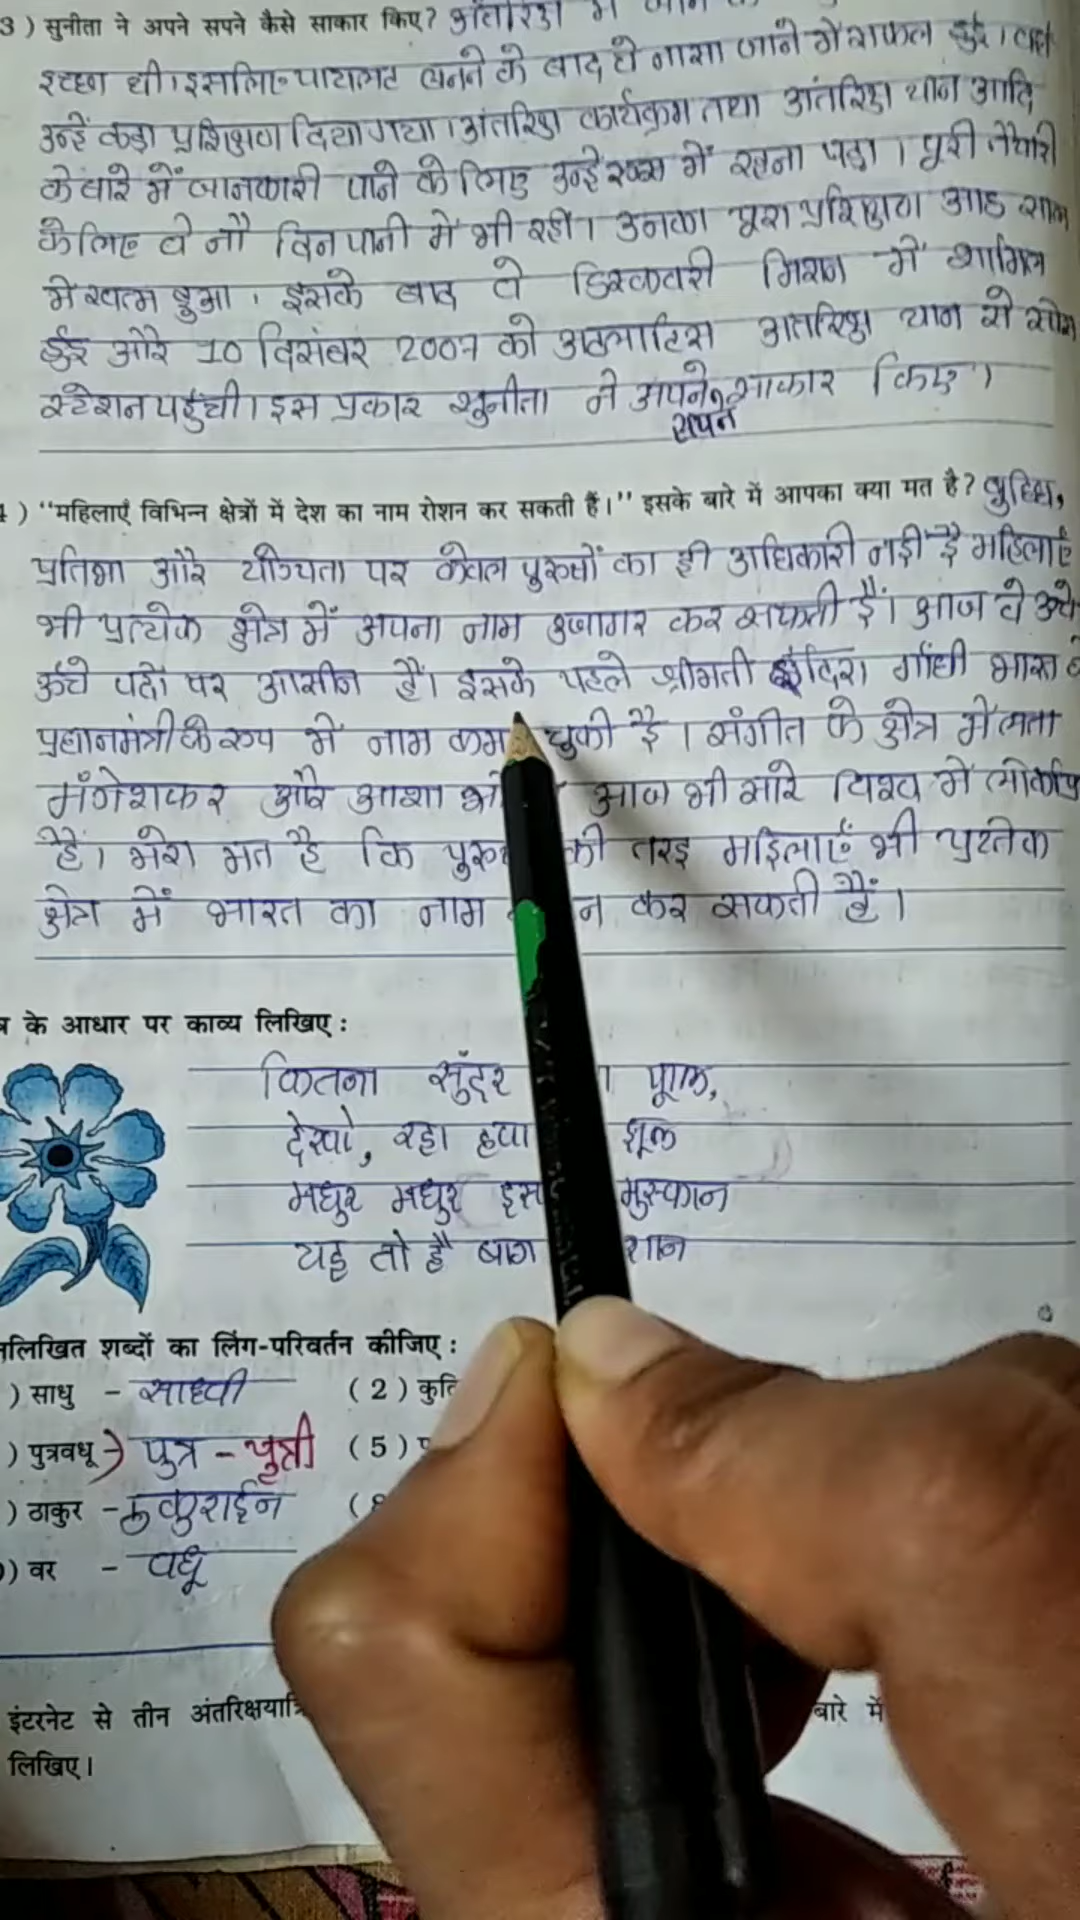 3 ) सुनीता ने अपने सपने कैसे साकार किए? अंतरिक्ष में जाने
इच्छा थी। इसलिए पायलट बनने के बाद वे नासा जाने में सफल हुई। वहाँ
उन्हें कड़ा प्रशिक्षण दिया गया। अंतरिक्ष कार्यक्रम तथा अंतरिक्ष यान आदि
के बारे में जानकारी पाने के लिए उन्हे रूस में रहना पड़ा। पूरी तैयारी
के लिए वे नौ दिन पानी में भी रही। उनका पूरा प्रशिक्षण आठ साल
में खत्म हुआ। इसके बाद वे डिस्कवरी मिशन में शामिल
हुई और 10 दिसंबर 2007 को अटलांटिस अंतरिक्ष यान से स्पेस
स्टेशन पहुंची। इस प्रकार सुनीता ने अपने साकार किए।
सपने
4 ) "महिलाएँ विभिन्न क्षेत्रों में देश का नाम रोशन कर सकती हैं।" इसके बारे में आपका क्या मत है? बुद्धि,
प्रतिभा और योग्यता पर केवल पुरुषों का ही अधिकारी नही है महिलाएँ
भी प्रत्येक क्षेत्र में अपना नाम उजागर कर सकती हैं। आज वे ऊँचे
ऊँचे पदो पर आसीन हैं। इसके पहले श्रीमती इंदिरा गाँधी भारत के
प्रधानमंत्री के रूप में नाम कमा चुकी है। संगीत के क्षेत्र में लता
मँगेशकर और आशा आज भी सारे विश्व में
हैं। मेरा मत है कि की तरह महिलाएँ भी प्रत्येक
क्षेत्र में भारत का नाम कर सकती हैं।
के आधार पर काव्य लिखिए :
कितना सुंदर फूल,
देखो, रहा हवा झूल
मधुर मधुर मुस्कान
यह तो है बाग शान
लिखित शब्दों का लिंग-परिवर्तन कीजिए :
) साधु - साध्वी ( 2 )
) पुत्रवधू पुत्र - पुत्री ( 5 )
) ठाकुर - ठकुराईन
) वर - वधू
इंटरनेट से तीन बारे में
लिखिए।